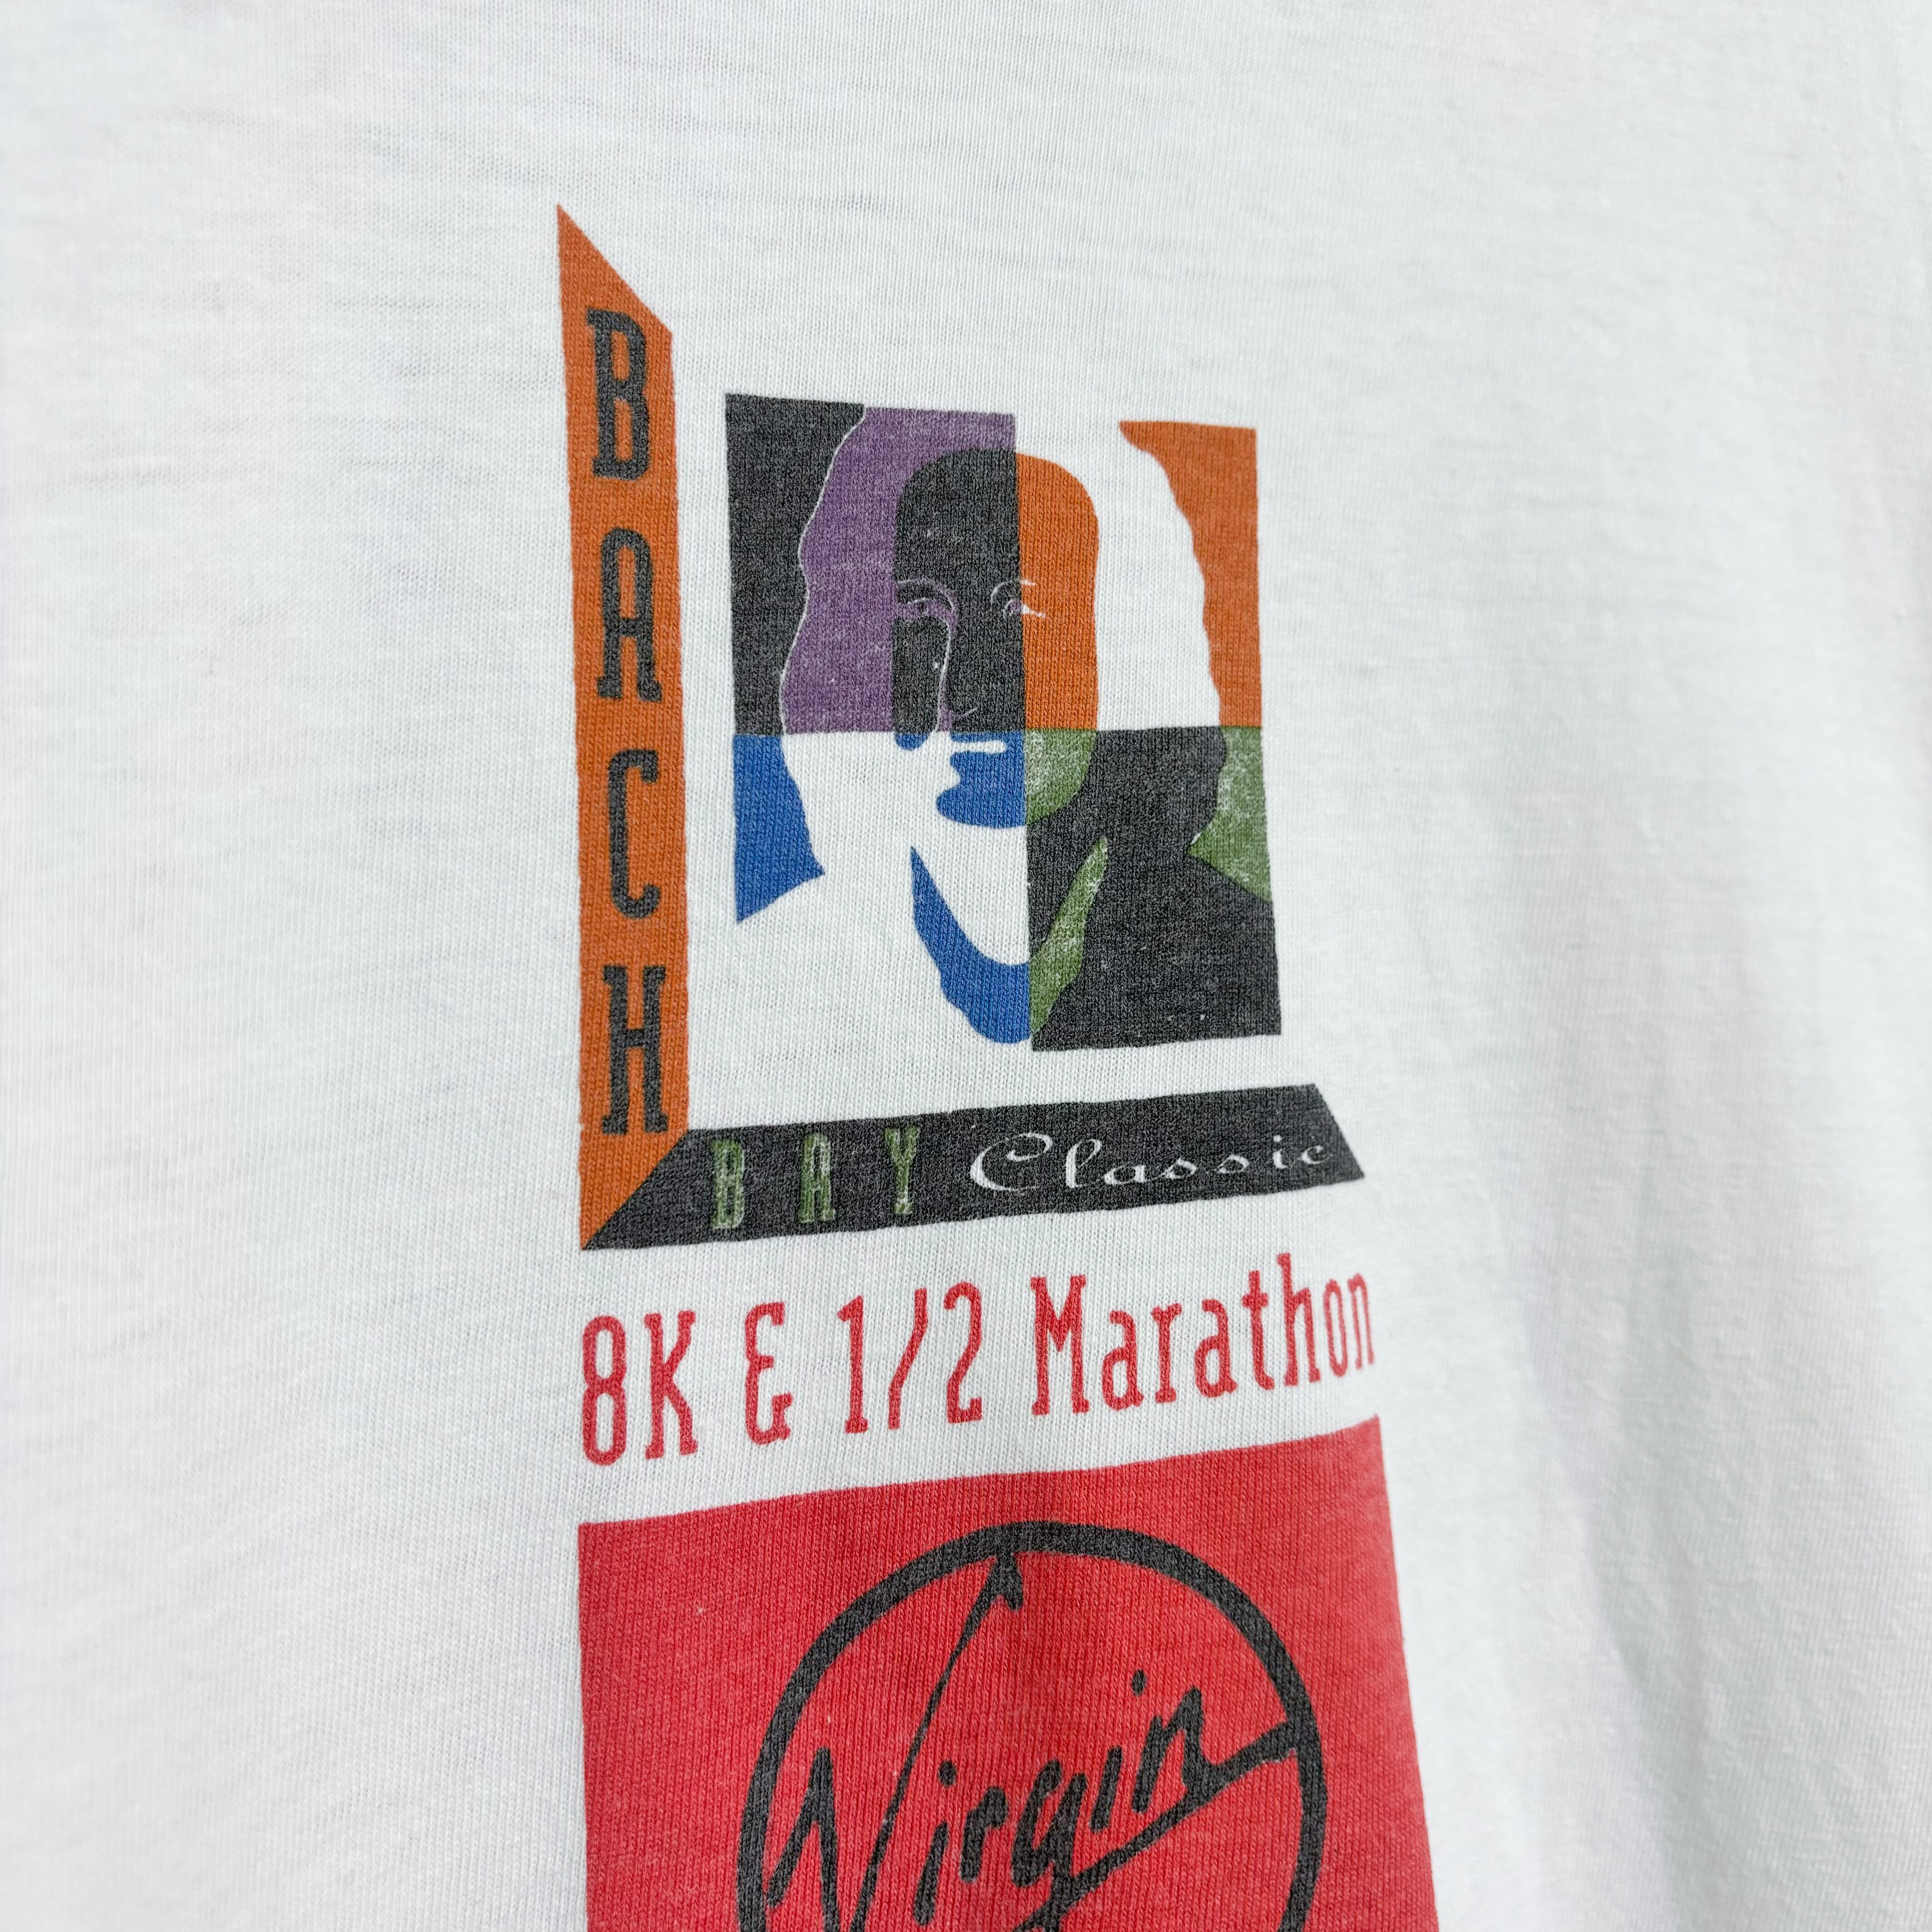 BACH
BAY Classic
8K & 1/2 Marathon
Virgin